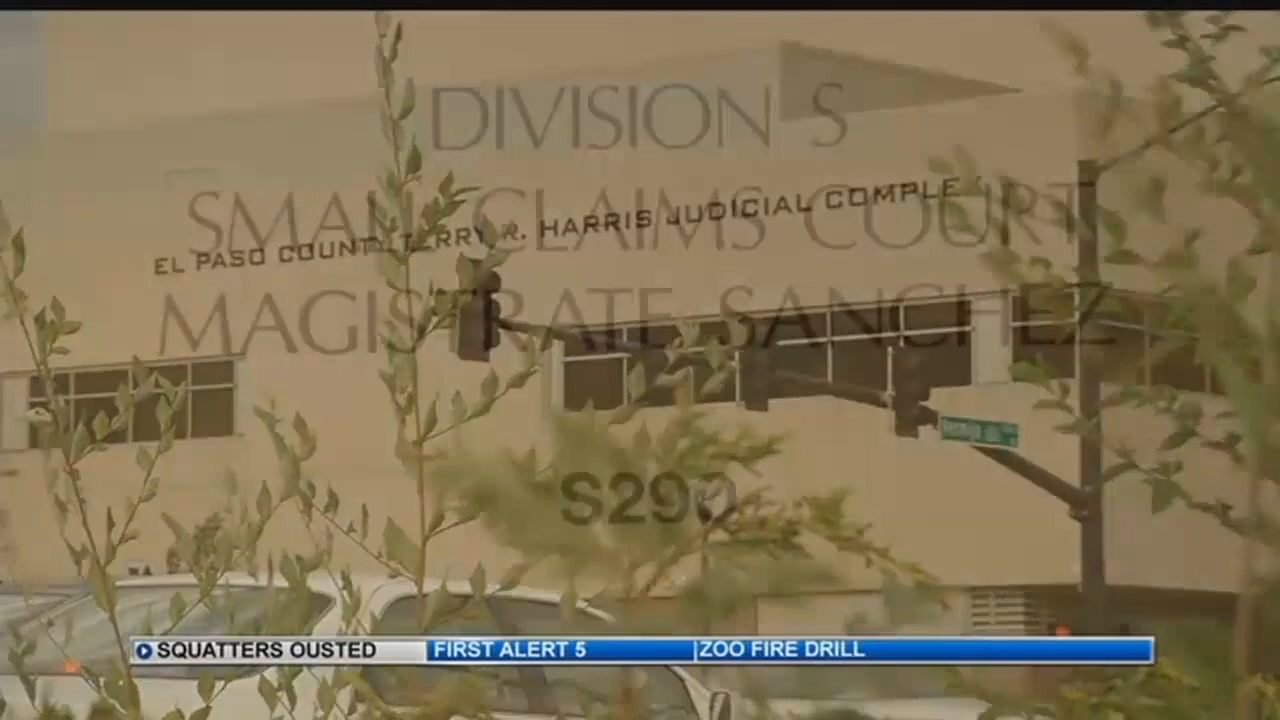 DIVISION S
SMALL CLAIMS COURT
EL PASO COUNTY TERRY R. HARRIS JUDICIAL COMPLEX
MAGISTRATE SANCHEZ
S290
SQUATTERS OUSTED
FIRST ALERT 5
ZOO FIRE DRILL